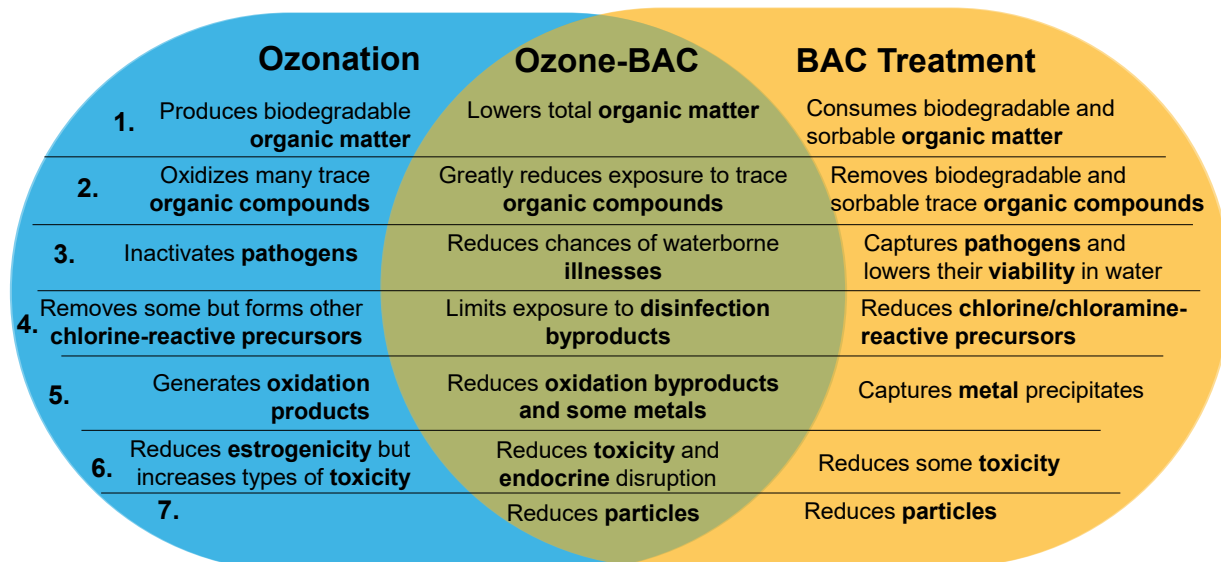 Ozonation
Ozone-BAC
BAC Treatment
1.
Produces biodegradable
organic matter
Lowers total organic matter
Consumes biodegradable and
sorbable organic matter
2.
Oxidizes many trace
organic compounds
Greatly reduces exposure to trace
organic compounds
Removes biodegradable and
sorbable trace organic compounds
3.
Inactivates pathogens
Reduces chances of waterborne
illnesses
Captures pathogens and
lowers their viability in water
4.
Removes some but forms other
chlorine-reactive precursors
Limits exposure to disinfection
byproducts
Reduces chlorine/chloramine-
reactive precursors
5.
Generates oxidation
products
Reduces oxidation byproducts
and some metals
Captures metal precipitates
6.
Reduces estrogenicity but
increases types of toxicity
Reduces toxicity and
endocrine disruption
Reduces some toxicity
7.
Reduces particles
Reduces particles